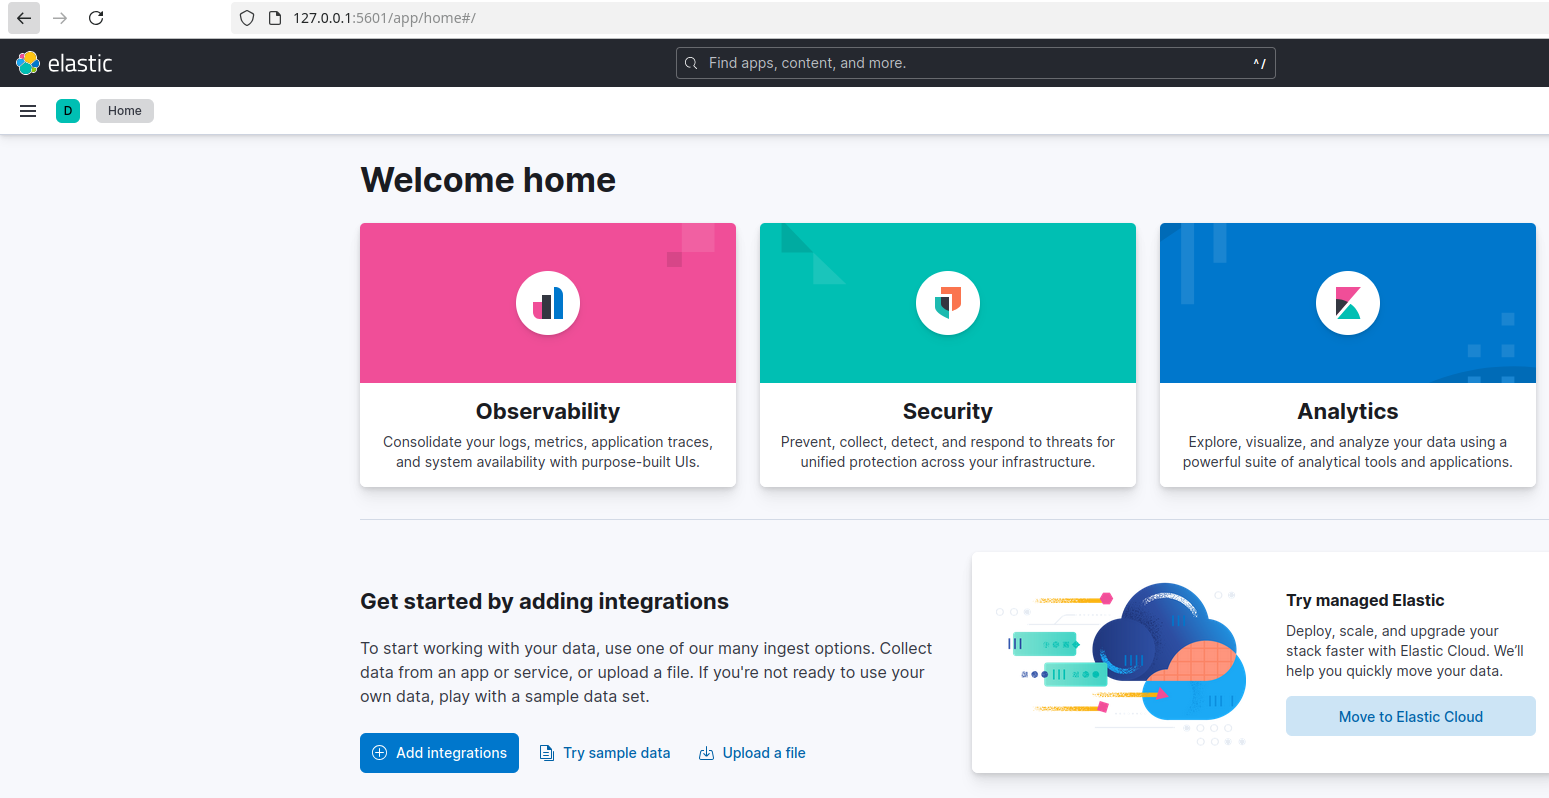 127.0.0.1:5601/app/home#/
elastic
Find apps, content, and more.
^/
D
Home
Welcome home
Observability
Consolidate your logs, metrics, application traces,
and system availability with purpose-built UIs.
Security
Prevent, collect, detect, and respond to threats for
unified protection across your infrastructure.
Analytics
Explore, visualize, and analyze your data using a
powerful suite of analytical tools and applications.
Get started by adding integrations
To start working with your data, use one of our many ingest options. Collect
data from an app or service, or upload a file. If you're not ready to use your
own data, play with a sample data set.
Add integrations
Try sample data
Upload a file
Try managed Elastic
Deploy, scale, and upgrade your
stack faster with Elastic Cloud. We’ll
help you quickly move your data.
Move to Elastic Cloud